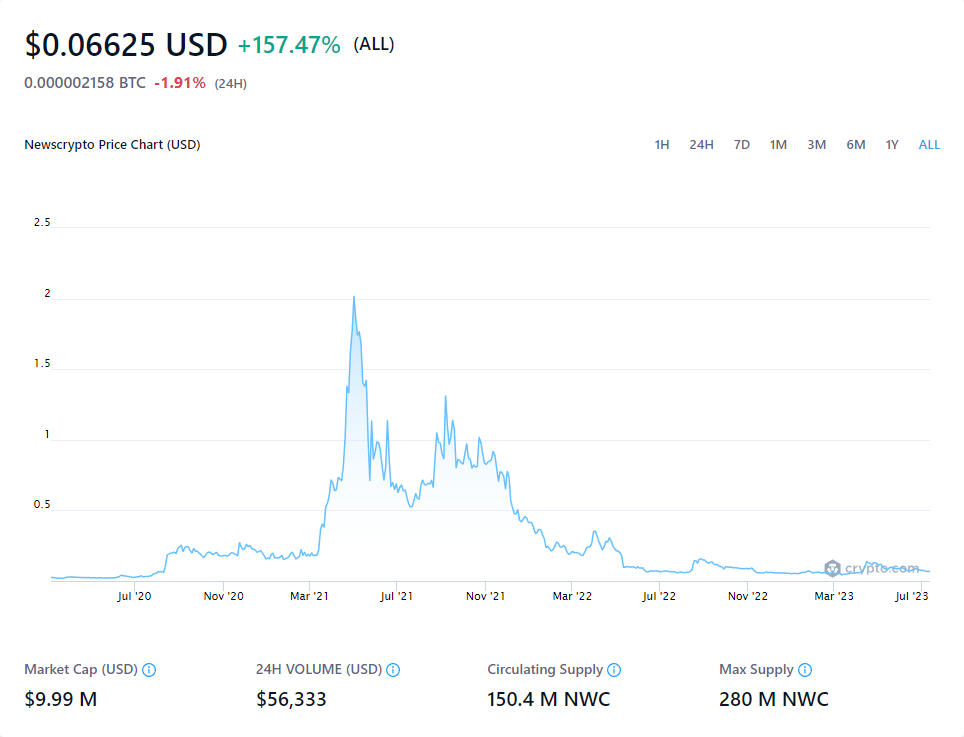 $0.06625 USD +157.47% (ALL)
0.000002158 BTC -1.91% (24H)
Newscrypto Price Chart (USD) 1H 24H 7D 1M 3M 6M 1Y ALL
2.5
2
1.5
1
0.5
crypto.com
Jul '20 Nov '20 Mar '21 Jul '21 Nov '21 Mar '22 Jul '22 Nov '22 Mar '23 Jul '23
Market Cap (USD) 24H VOLUME (USD) Circulating Supply Max Supply
$9.99 M $56,333 150.4 M NWC 280 M NWC